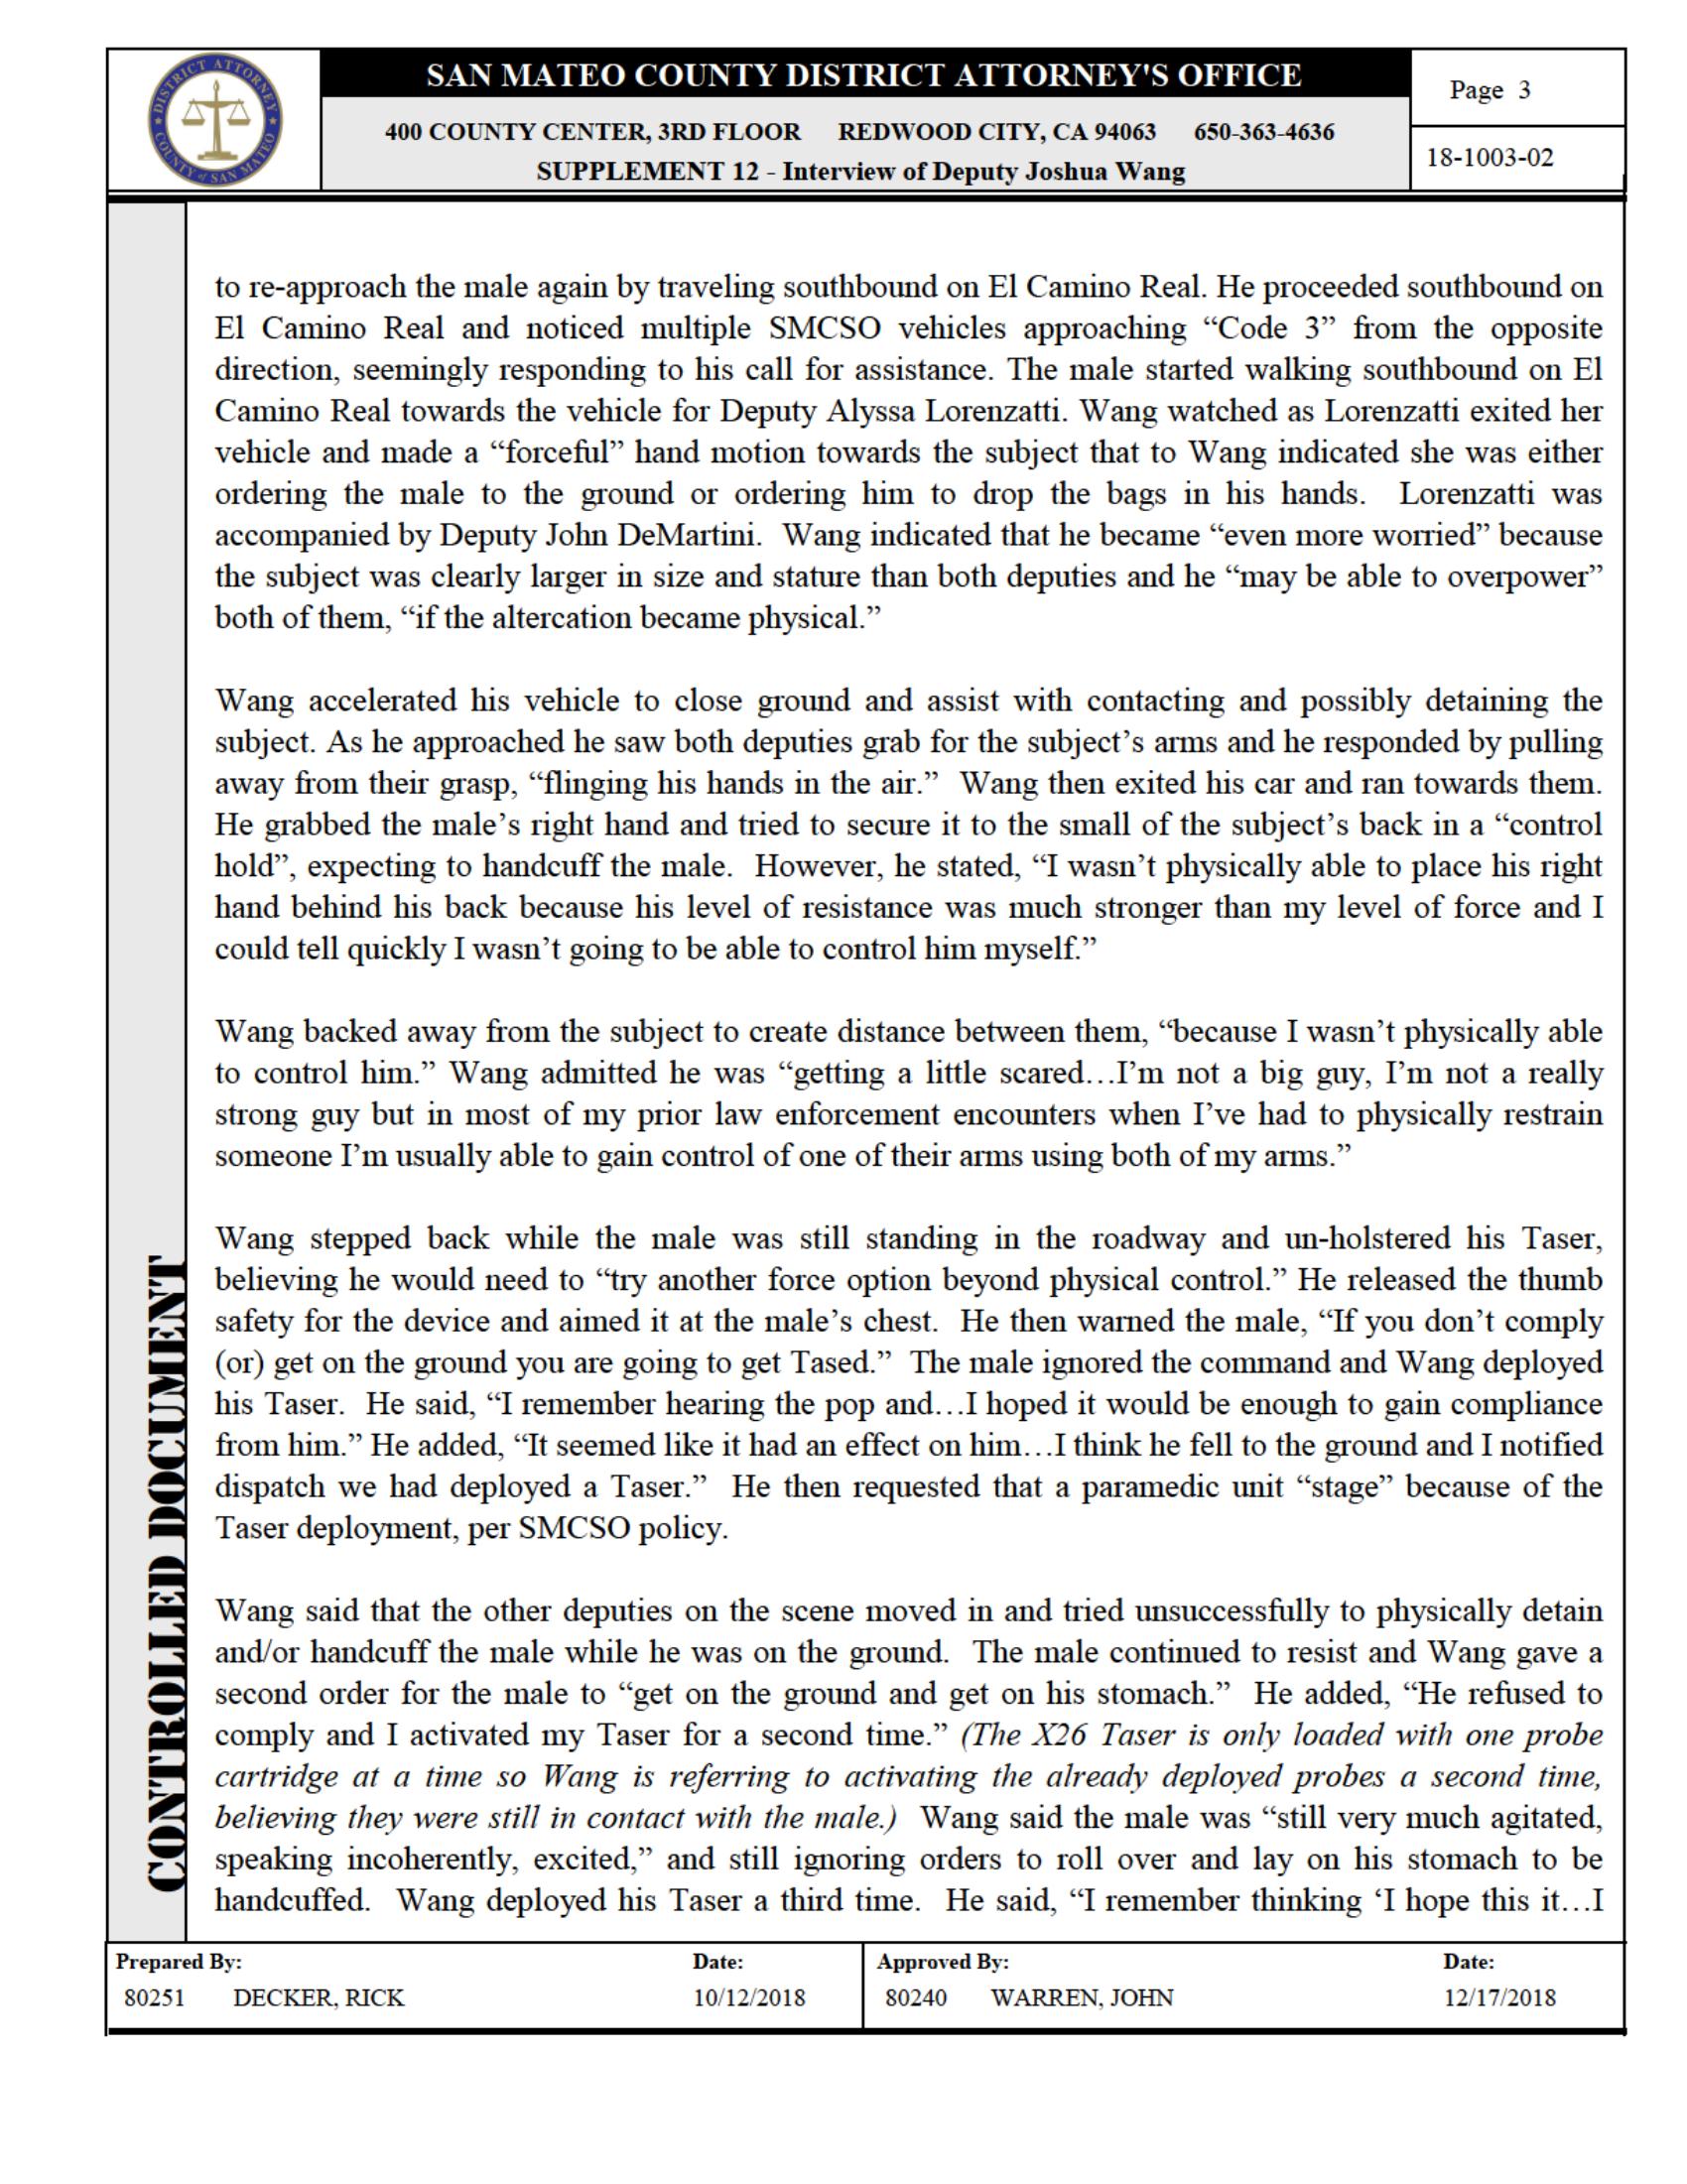 DISTRICT ATTORNEY
COUNTY of SAN MATEO
SAN MATEO COUNTY DISTRICT ATTORNEY'S OFFICE
400 COUNTY CENTER, 3RD FLOOR REDWOOD CITY, CA 94063 650-363-4636
SUPPLEMENT 12 - Interview of Deputy Joshua Wang
Page 3
18-1003-02
to re-approach the male again by traveling southbound on El Camino Real. He proceeded southbound on
El Camino Real and noticed multiple SMCSO vehicles approaching “Code 3” from the opposite
direction, seemingly responding to his call for assistance. The male started walking southbound on El
Camino Real towards the vehicle for Deputy Alyssa Lorenzatti. Wang watched as Lorenzatti exited her
vehicle and made a “forceful” hand motion towards the subject that to Wang indicated she was either
ordering the male to the ground or ordering him to drop the bags in his hands. Lorenzatti was
accompanied by Deputy John DeMartini. Wang indicated that he became “even more worried” because
the subject was clearly larger in size and stature than both deputies and he “may be able to overpower”
both of them, “if the altercation became physical.”
Wang accelerated his vehicle to close ground and assist with contacting and possibly detaining the
subject. As he approached he saw both deputies grab for the subject’s arms and he responded by pulling
away from their grasp, “flinging his hands in the air.” Wang then exited his car and ran towards them.
He grabbed the male’s right hand and tried to secure it to the small of the subject’s back in a “control
hold”, expecting to handcuff the male. However, he stated, “I wasn’t physically able to place his right
hand behind his back because his level of resistance was much stronger than my level of force and I
could tell quickly I wasn’t going to be able to control him myself.”
Wang backed away from the subject to create distance between them, “because I wasn’t physically able
to control him.” Wang admitted he was “getting a little scared…I’m not a big guy, I’m not a really
strong guy but in most of my prior law enforcement encounters when I’ve had to physically restrain
someone I’m usually able to gain control of one of their arms using both of my arms.”
Wang stepped back while the male was still standing in the roadway and un-holstered his Taser,
believing he would need to “try another force option beyond physical control.” He released the thumb
safety for the device and aimed it at the male’s chest. He then warned the male, “If you don’t comply
(or) get on the ground you are going to get Tased.” The male ignored the command and Wang deployed
his Taser. He said, “I remember hearing the pop and…I hoped it would be enough to gain compliance
from him.” He added, “It seemed like it had an effect on him…I think he fell to the ground and I notified
dispatch we had deployed a Taser.” He then requested that a paramedic unit “stage” because of the
Taser deployment, per SMCSO policy.
Wang said that the other deputies on the scene moved in and tried unsuccessfully to physically detain
and/or handcuff the male while he was on the ground. The male continued to resist and Wang gave a
second order for the male to “get on the ground and get on his stomach.” He added, “He refused to
comply and I activated my Taser for a second time.” (The X26 Taser is only loaded with one probe
cartridge at a time so Wang is referring to activating the already deployed probes a second time,
believing they were still in contact with the male.) Wang said the male was “still very much agitated,
speaking incoherently, excited,” and still ignoring orders to roll over and lay on his stomach to be
handcuffed. Wang deployed his Taser a third time. He said, “I remember thinking ‘I hope this it…I
CONTROLLED DOCUMENT
Prepared By: Date: Approved By: Date:
80251 DECKER, RICK 10/12/2018 80240 WARREN, JOHN 12/17/2018